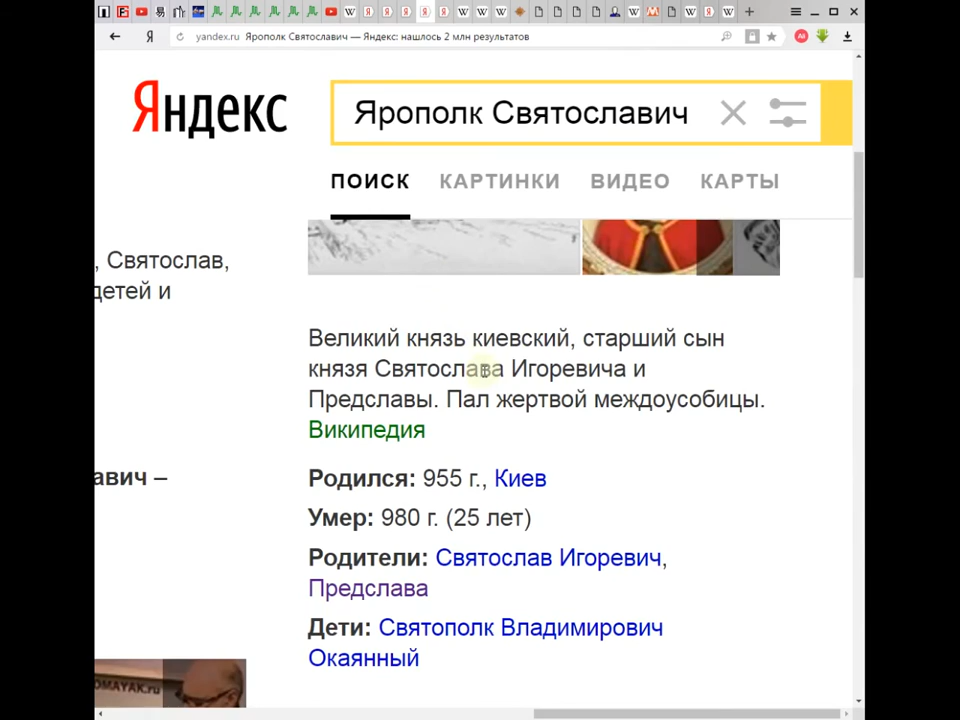 yandex.ru Ярополк Святославич — Яндекс: нашлось 2 млн результатов
Яндекс
Ярополк Святославич
ПОИСК КАРТИНКИ ВИДЕО КАРТЫ
, Святослав,
детей и
Великий князь киевский, старший сын
князя Святослава Игоревича и
Предславы. Пал жертвой междоусобицы.
Википедия
авич –
Родился: 955 г., Киев
Умер: 980 г. (25 лет)
Родители: Святослав Игоревич,
Предслава
Дети: Святополк Владимирович
Окаянный
OMAYAK.ru